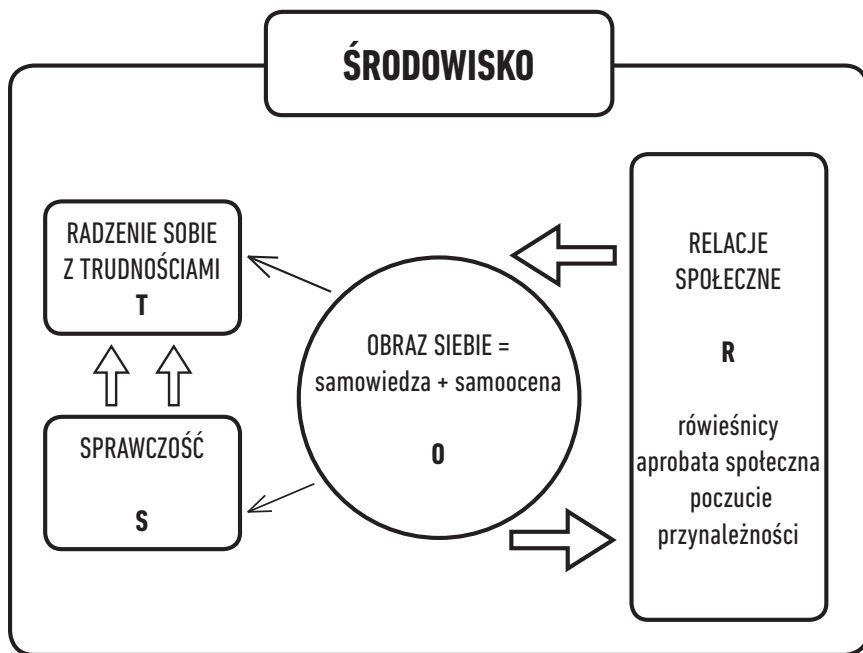 ŚRODOWISKO
RADZENIE SOBIE
Z TRUDNOŚCIAMI
T
SPRAWCZOŚĆ
S
OBRAZ SIEBIE =
samowiedza + samoocena
O
RELACJE
SPOŁECZNE
R
rówieśnicy
aprobata społeczna
poczucie
przynależności